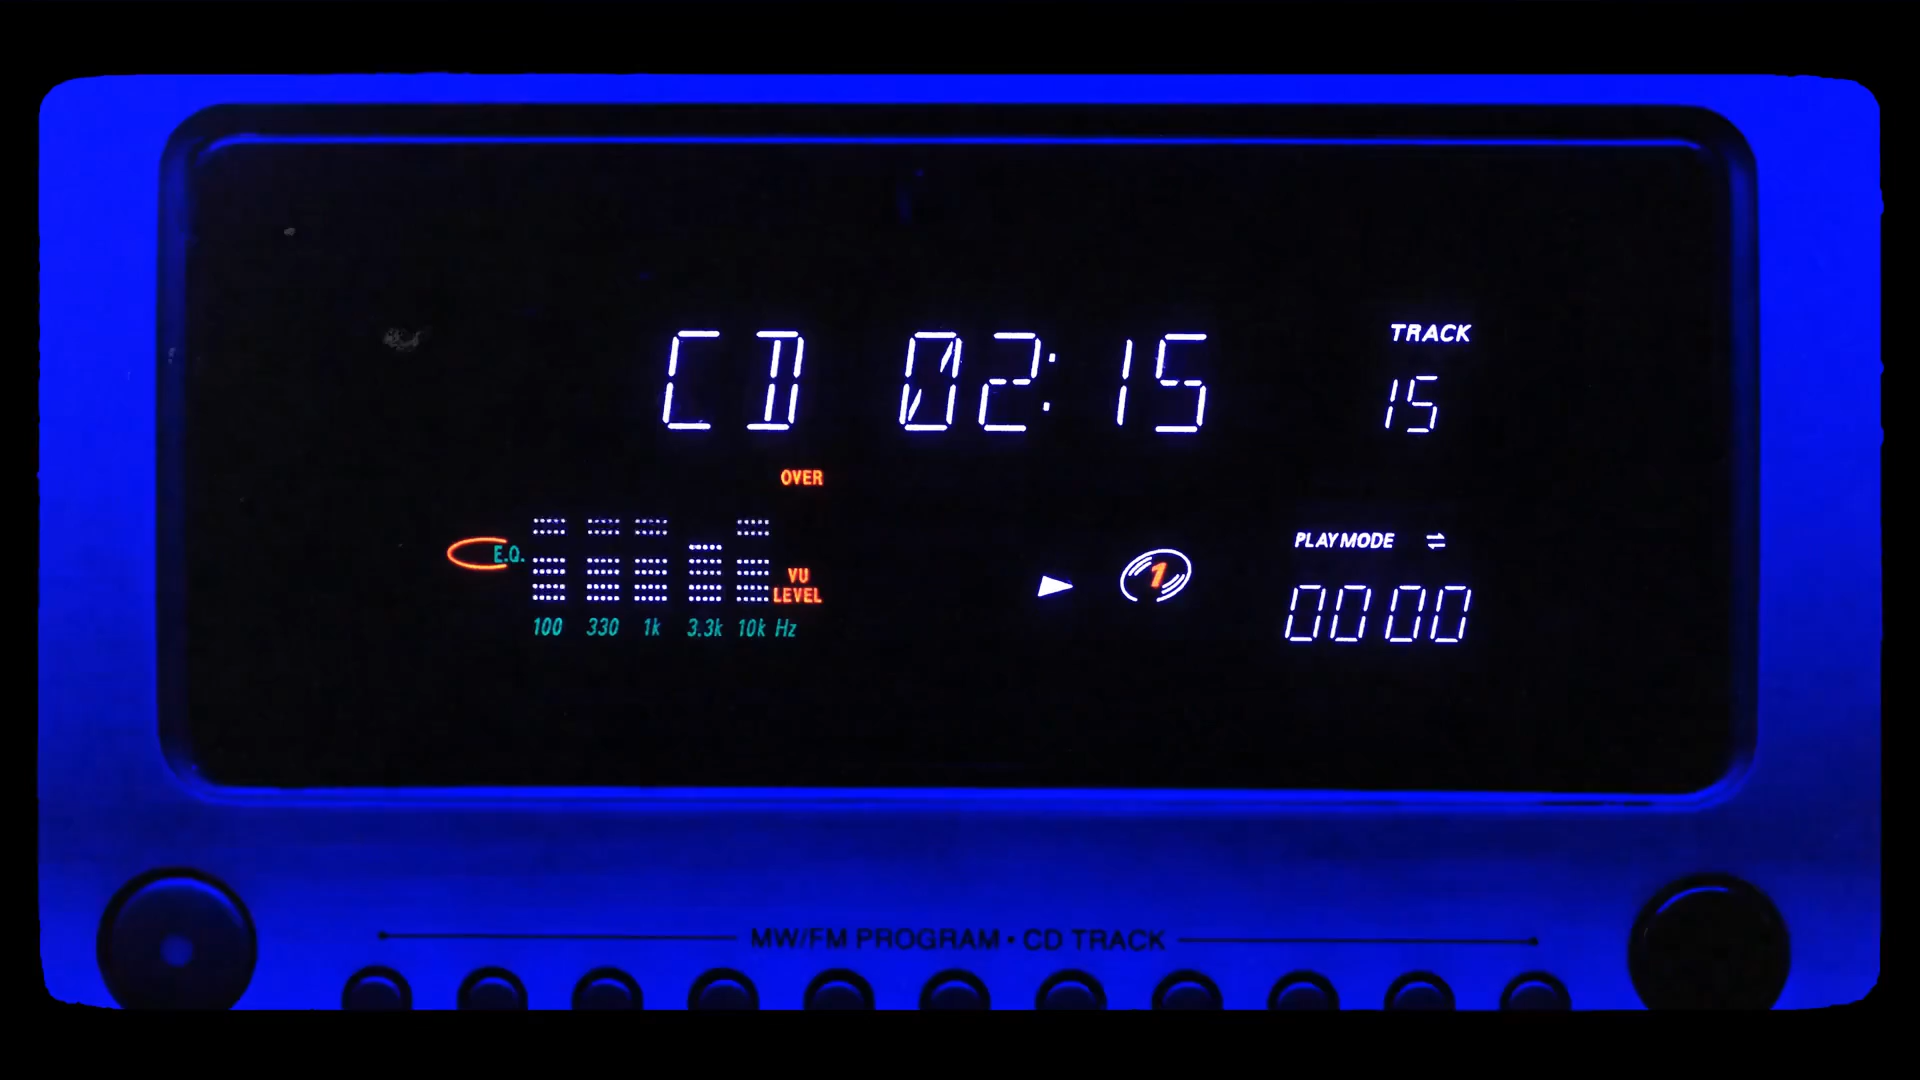 CD 02:15
TRACK
15
OVER
E.Q.
VU
LEVEL
100 330 1k 3.3k 10k Hz
1
PLAY MODE ⇌
0000
MW/FM PROGRAM • CD TRACK